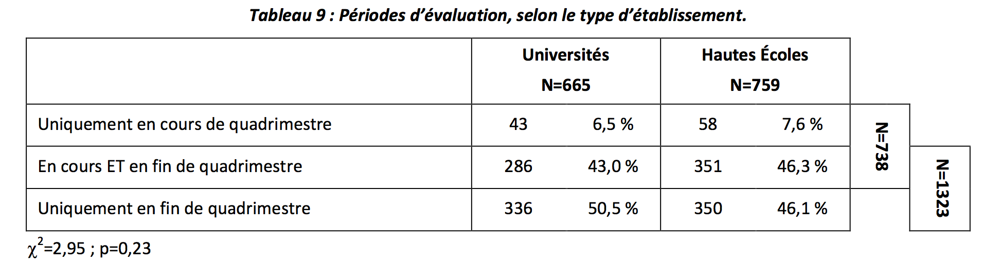 Tableau 9 : Périodes d’évaluation, selon le type d’établissement.
Universités Hautes Écoles
N=665 N=759
Uniquement en cours de quadrimestre 43 6,5 % 58 7,6 %
N=738
En cours ET en fin de quadrimestre 286 43,0 % 351 46,3 %
N=1323
Uniquement en fin de quadrimestre 336 50,5 % 350 46,1 %
χ²=2,95 ; p=0,23